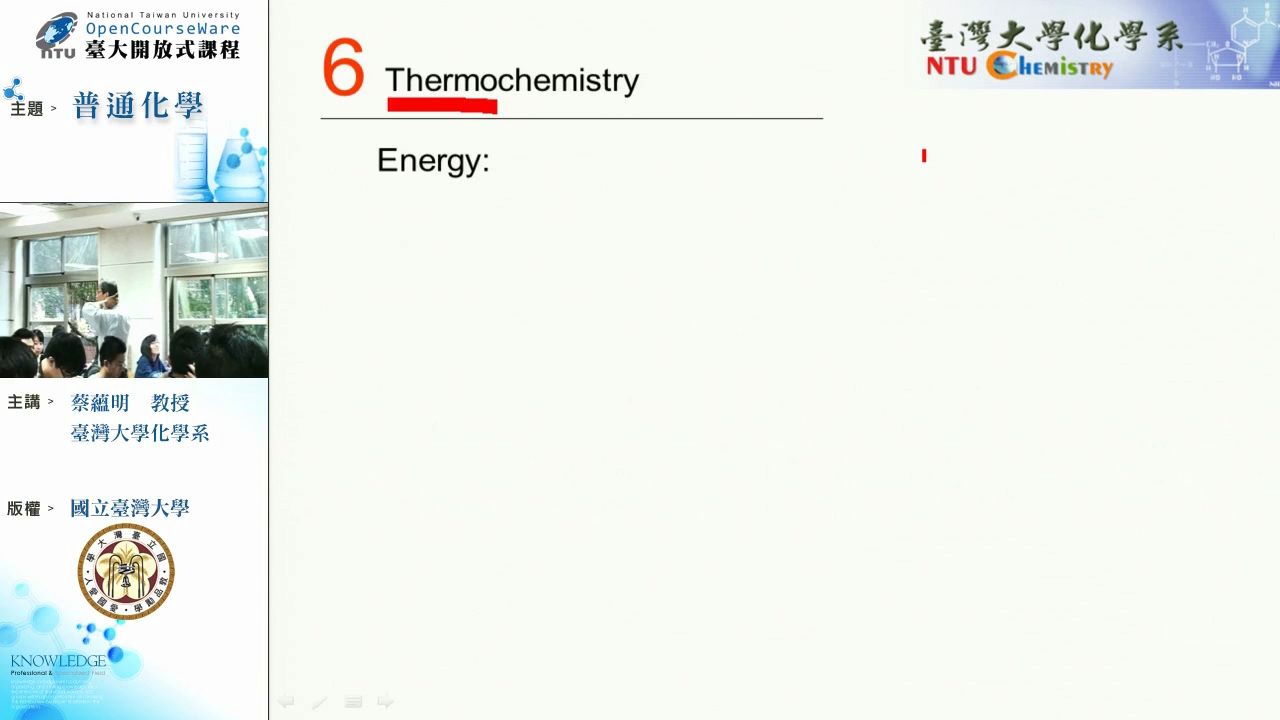 National Taiwan University
OpenCourseWare
NTU 臺大開放式課程
主題 > 普通化學
主講 > 蔡蘊明 教授
臺灣大學化學系
版權 > 國立臺灣大學
KNOWLEDGE
6 Thermochemistry
Energy:
臺灣大學化學系
NTU Chemistry